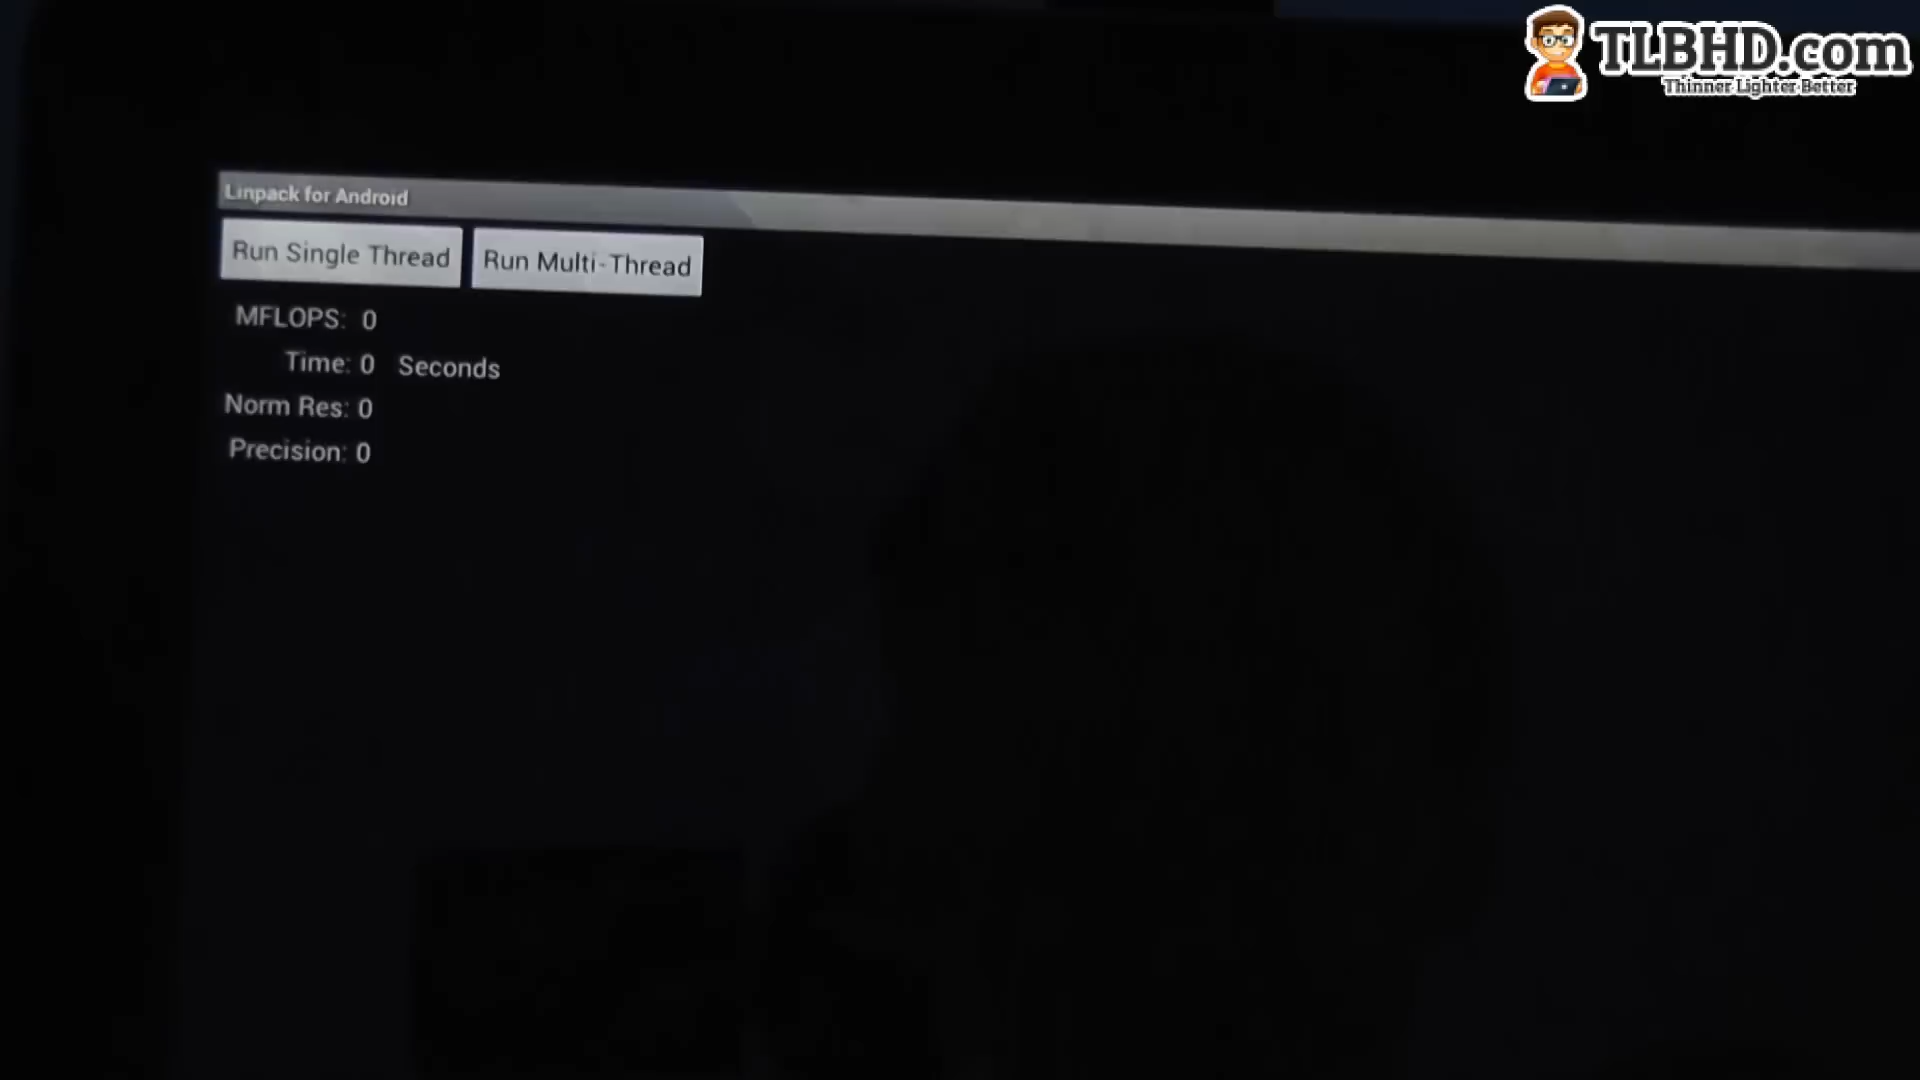 TLBHD.com
Thinner Lighter Better
Linpack for Android
Run Single Thread
Run Multi-Thread
MFLOPS: 0
Time: 0 Seconds
Norm Res: 0
Precision: 0